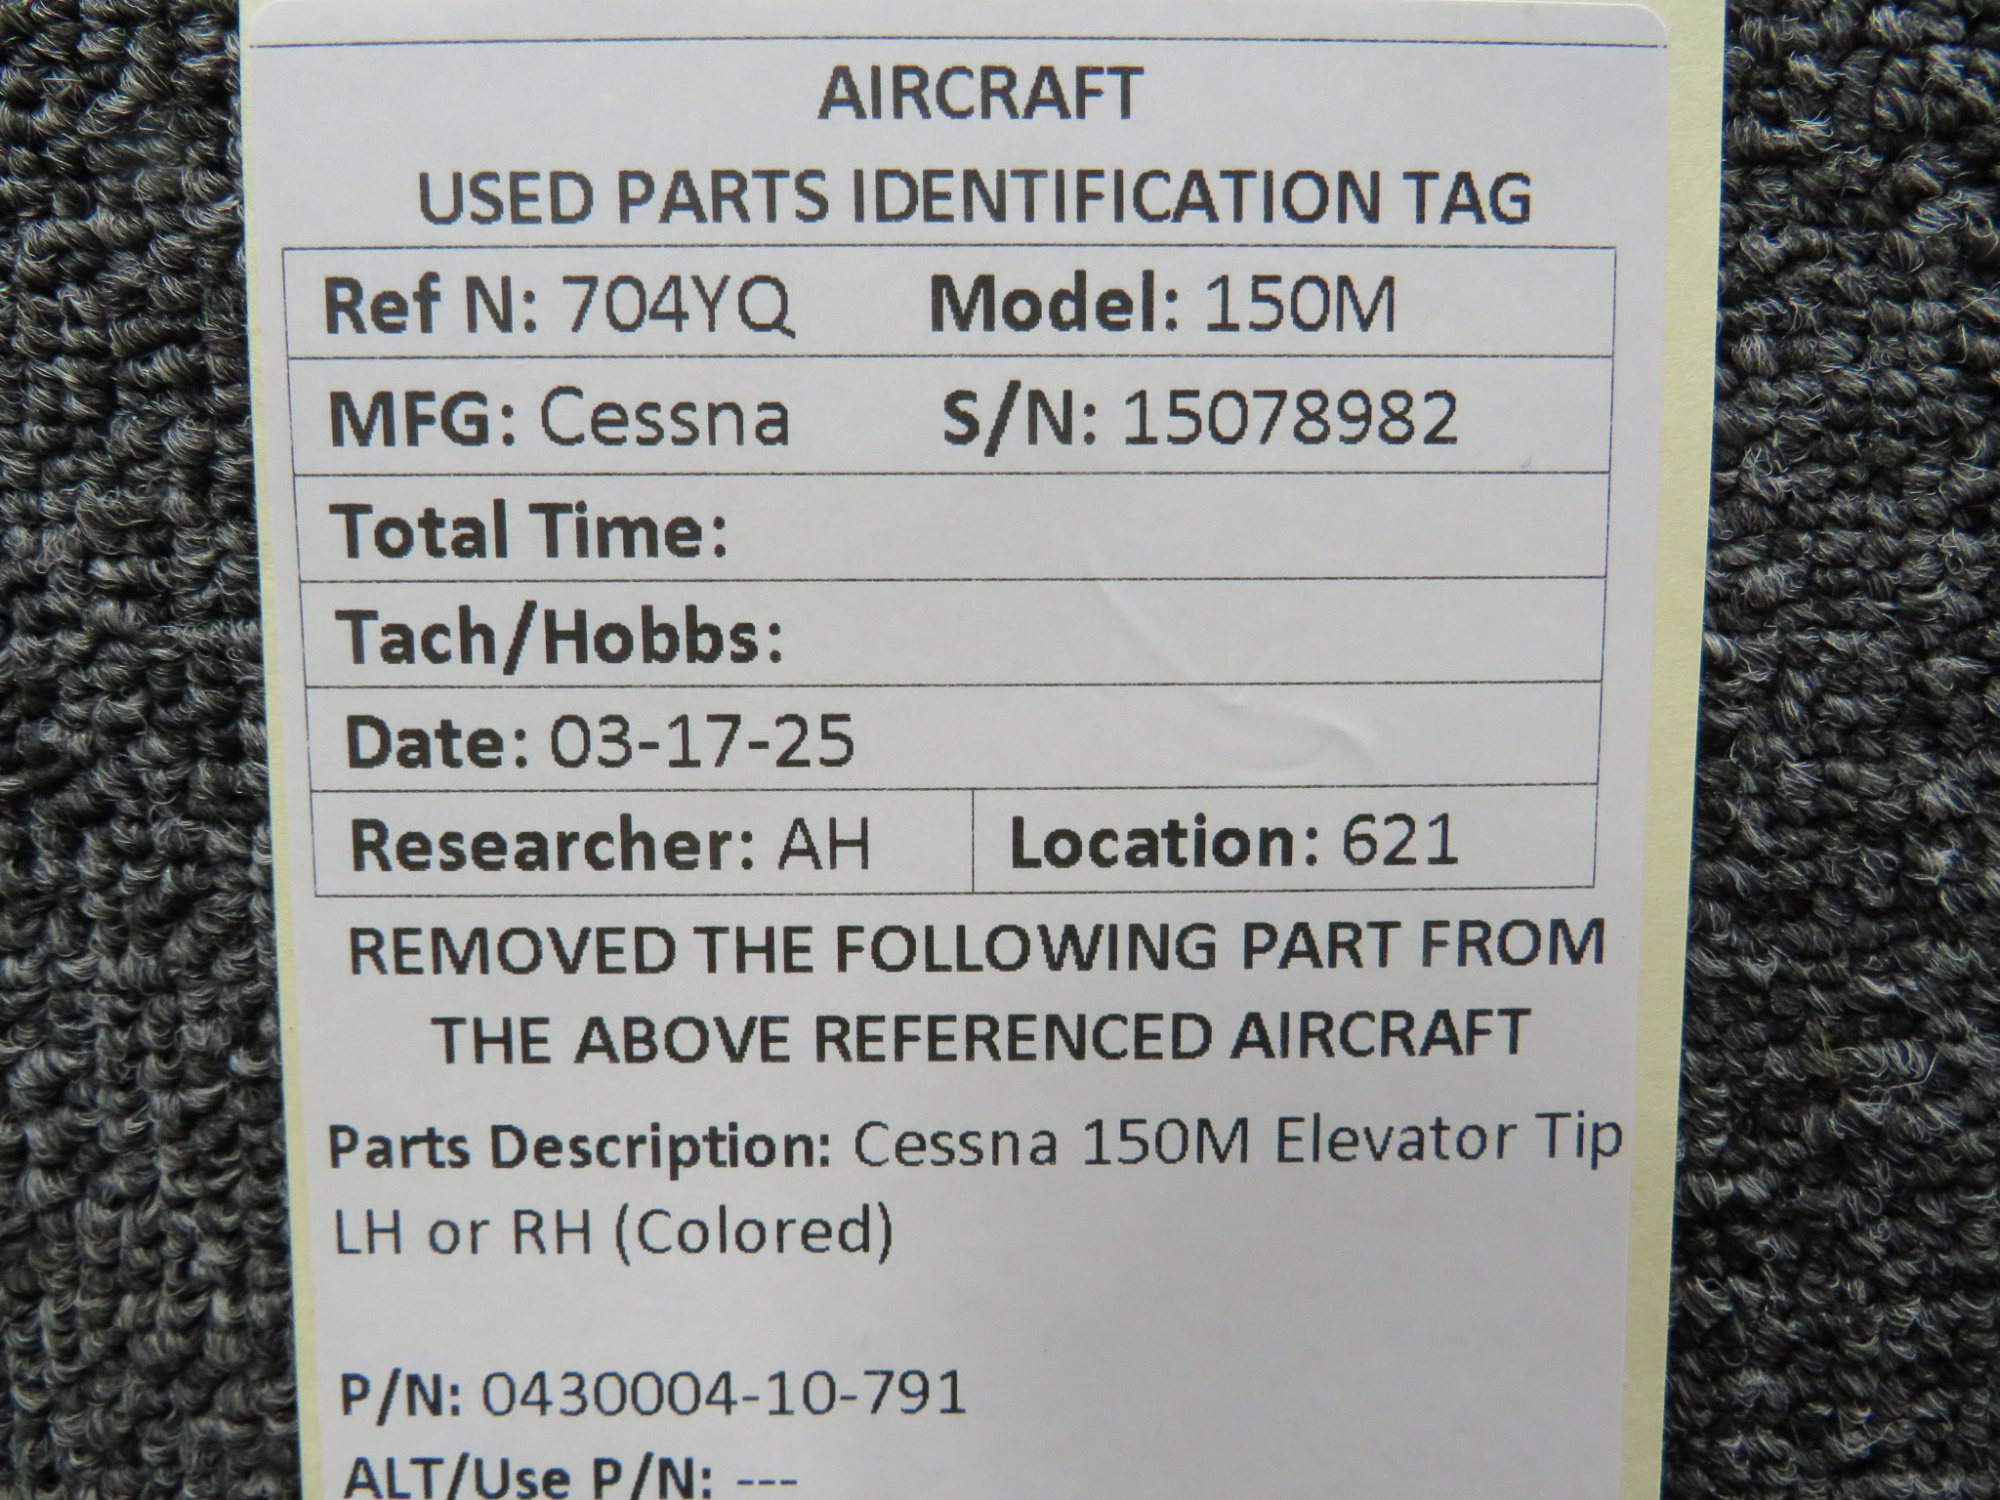 AIRCRAFT
USED PARTS IDENTIFICATION TAG
Ref N: 704YQ Model: 150M
MFG: Cessna S/N: 15078982
Total Time:
Tach/Hobbs:
Date: 03-17-25
Researcher: AH Location: 621
REMOVED THE FOLLOWING PART FROM
THE ABOVE REFERENCED AIRCRAFT
Parts Description: Cessna 150M Elevator Tip
LH or RH (Colored)
P/N: 0430004-10-791
ALT/Use P/N: ---